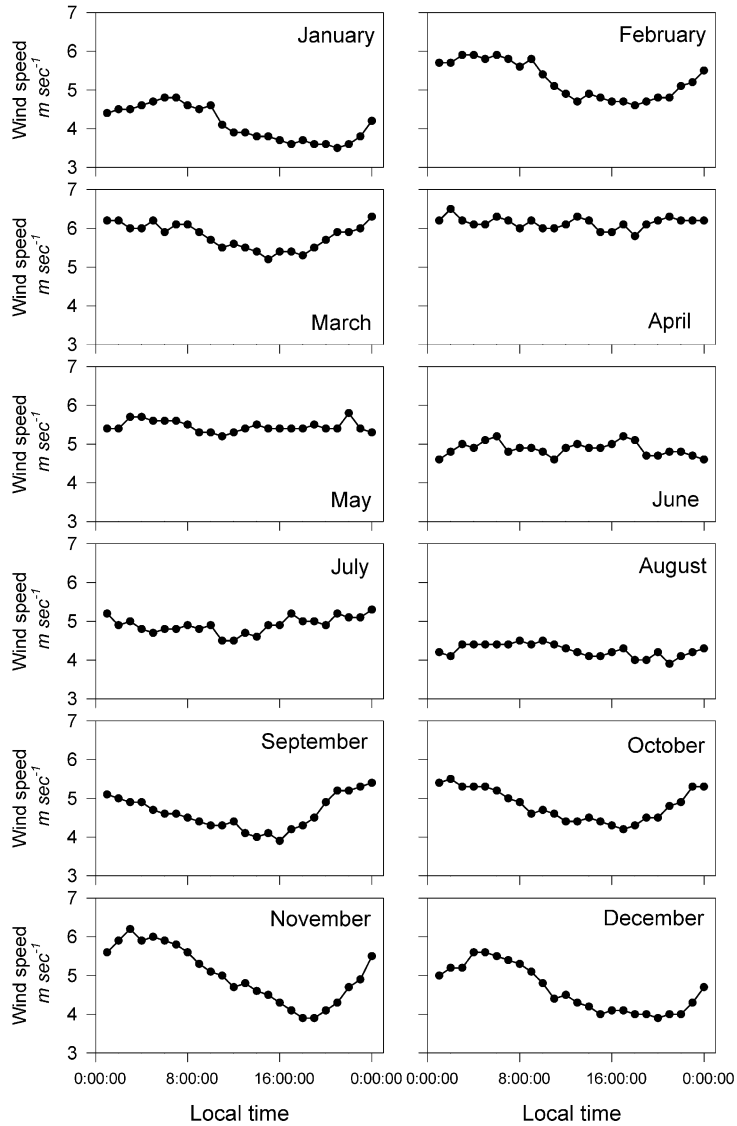 7
6
5
4
3
Wind speed
m sec-1
January
February
7
6
5
4
3
Wind speed
m sec-1
March
April
7
6
5
4
3
Wind speed
m sec-1
May
June
7
6
5
4
3
Wind speed
m sec-1
July
August
7
6
5
4
3
Wind speed
m sec-1
September
October
7
6
5
4
3
Wind speed
m sec-1
November
December
0:00:00 8:00:00 16:00:00 0:00:00 0:00:00 8:00:00 16:00:00 0:00:00
Local time Local time